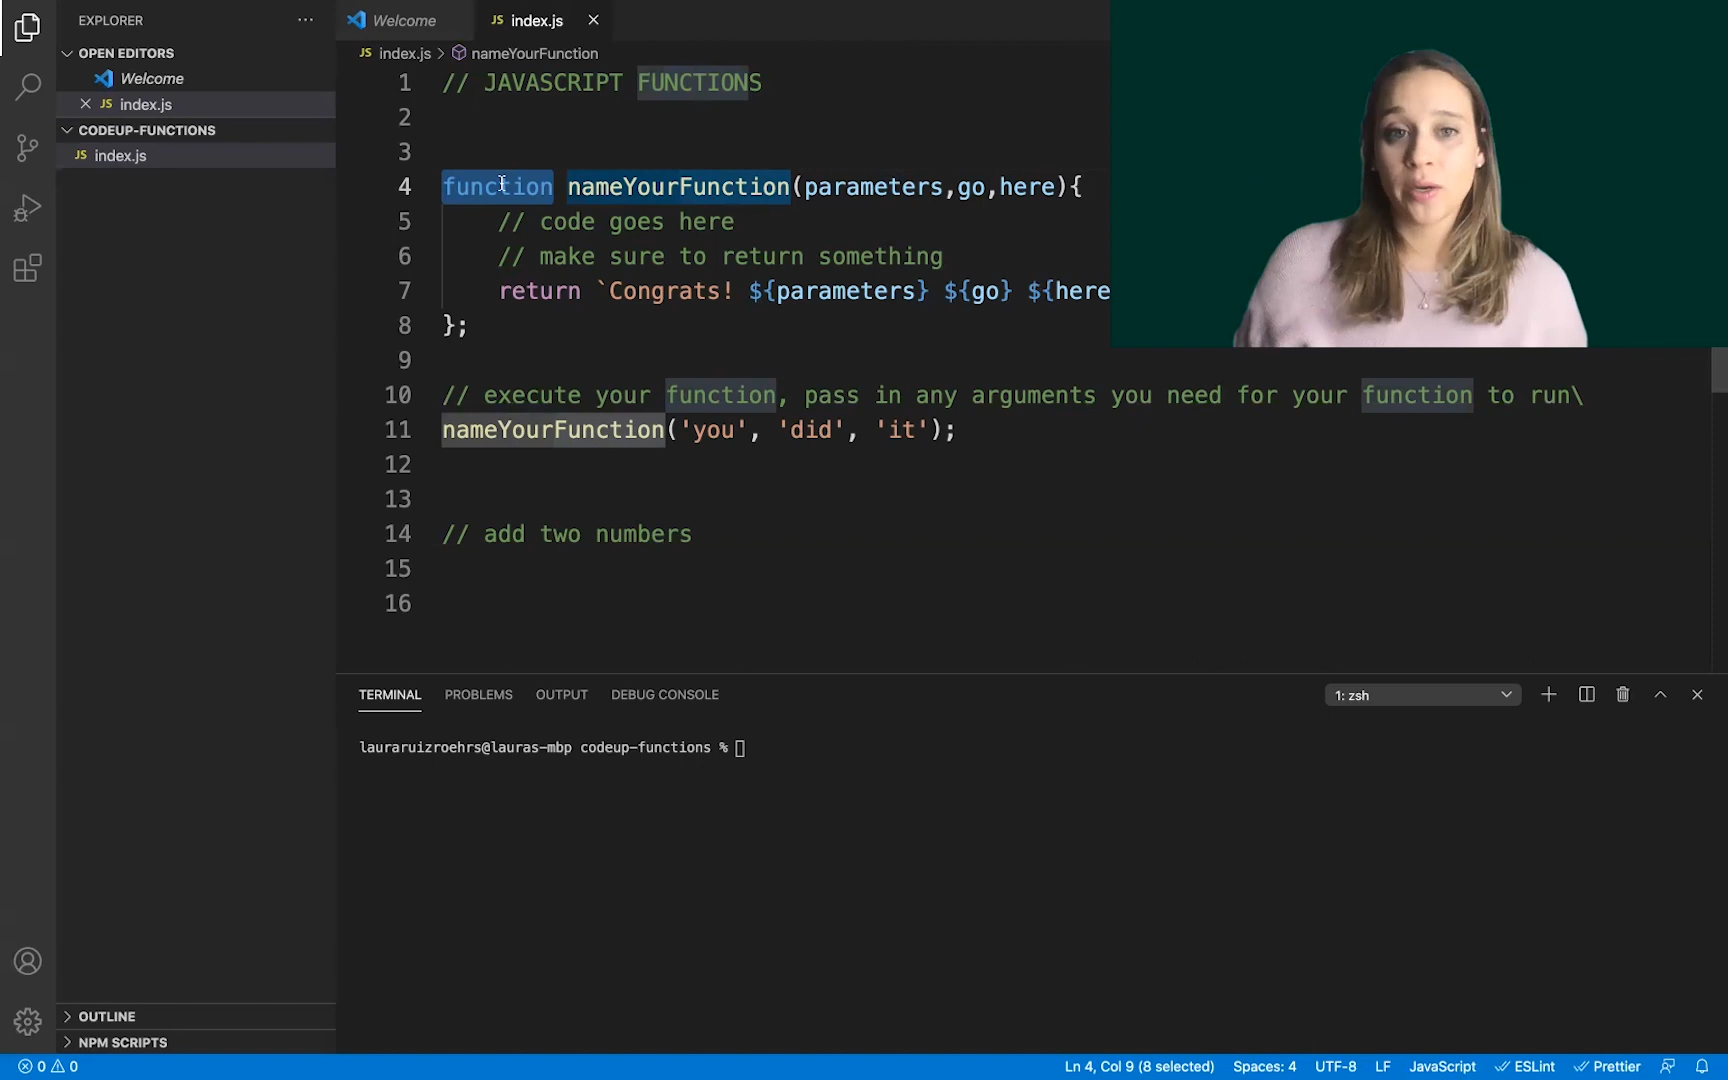 EXPLORER
OPEN EDITORS
Welcome
JS index.js
CODEUP-FUNCTIONS
JS index.js
OUTLINE
NPM SCRIPTS
Welcome
JS index.js
JS index.js > nameYourFunction
1 // JAVASCRIPT FUNCTIONS
2
3
4 function nameYourFunction(parameters,go,here){
5 // code goes here
6 // make sure to return something
7 return `Congrats! ${parameters} ${go} ${here
8 };
9
10 // execute your function, pass in any arguments you need for your function to run\
11 nameYourFunction('you', 'did', 'it');
12
13
14 // add two numbers
15
16
TERMINAL PROBLEMS OUTPUT DEBUG CONSOLE 1: zsh
lauraruizroehrs@lauras-mbp codeup-functions %
0 0 Ln 4, Col 9 (8 selected) Spaces: 4 UTF-8 LF JavaScript ESLint Prettier